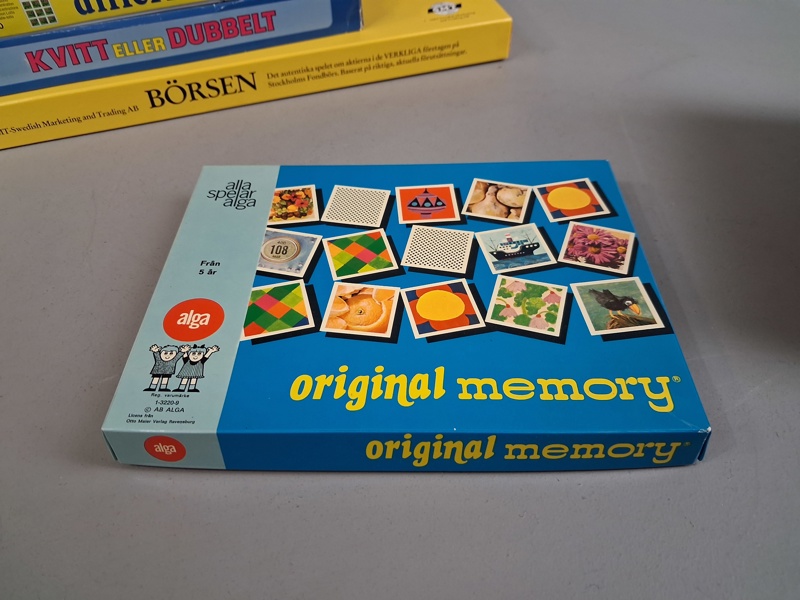 KVITT ELLER DUBBELT
MT-Swedish Marketing and Trading AB
BÖRSEN
Det autentiska spelet om aktierna i de VERKLIGA företagen på
Stockholms Fondbörs. Baserat på riktiga, aktuella förutsättningar.
alla
spelar
alga
Från
5 år
alga
Reg. varumärke
1-3220-9
© AB ALGA
Licens från
Otto Maier Verlag Ravensburg
108
original memory®
alga
original memory®